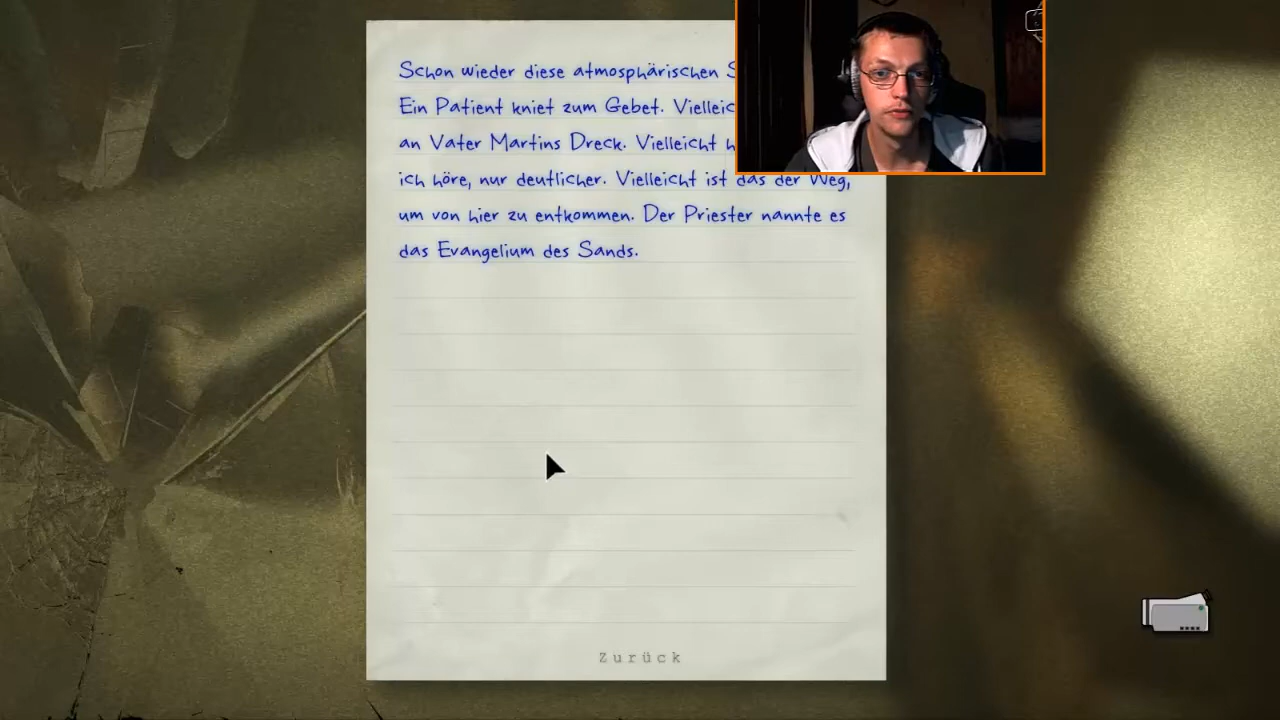 Schon wieder diese atmosphärischen
Ein Patient kniet zum Gebet.
an Vater Martins Dreck. Vielleicht
ich höre, nur deutlicher. Vielleicht ist das der Weg,
um von hier zu entkommen. Der Priester nannte es
das Evangelium des Sands.
Zurück